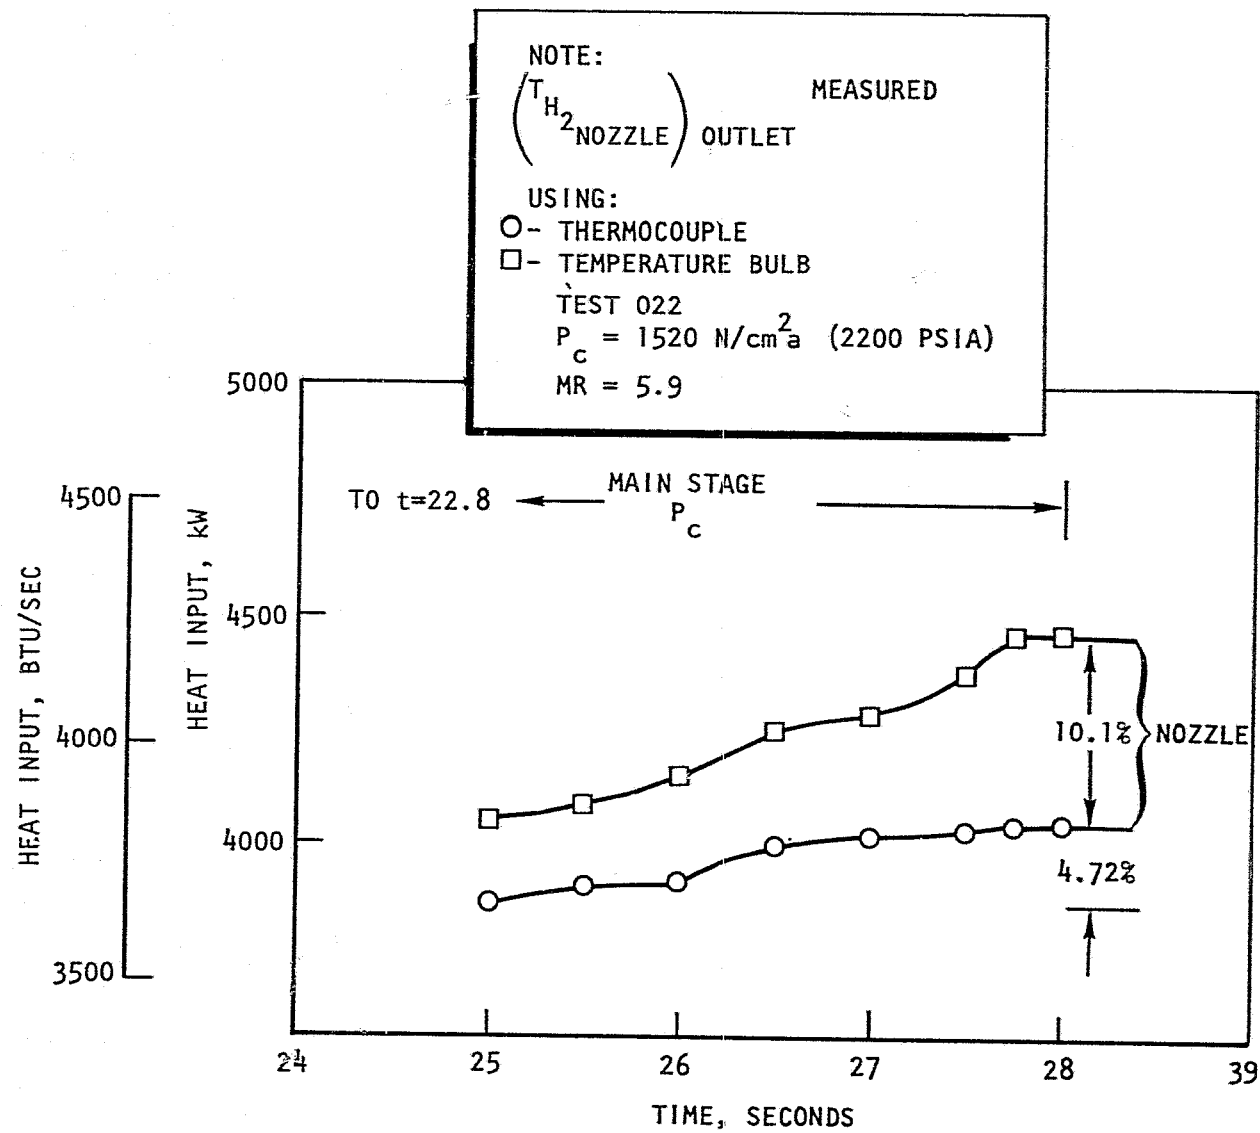 NOTE:
(T H2 NOZZLE) OUTLET MEASURED
USING:
○- THERMOCOUPLE
□- TEMPERATURE BULB
TEST 022
Pc = 1520 N/cm2a (2200 PSIA)
MR = 5.9
5000
4500
4000
HEAT INPUT, kW
4500
4000
3500
HEAT INPUT, BTU/SEC
TO t=22.8
MAIN STAGE
Pc
10.1%
NOZZLE
4.72%
24 25 26 27 28 39
TIME, SECONDS